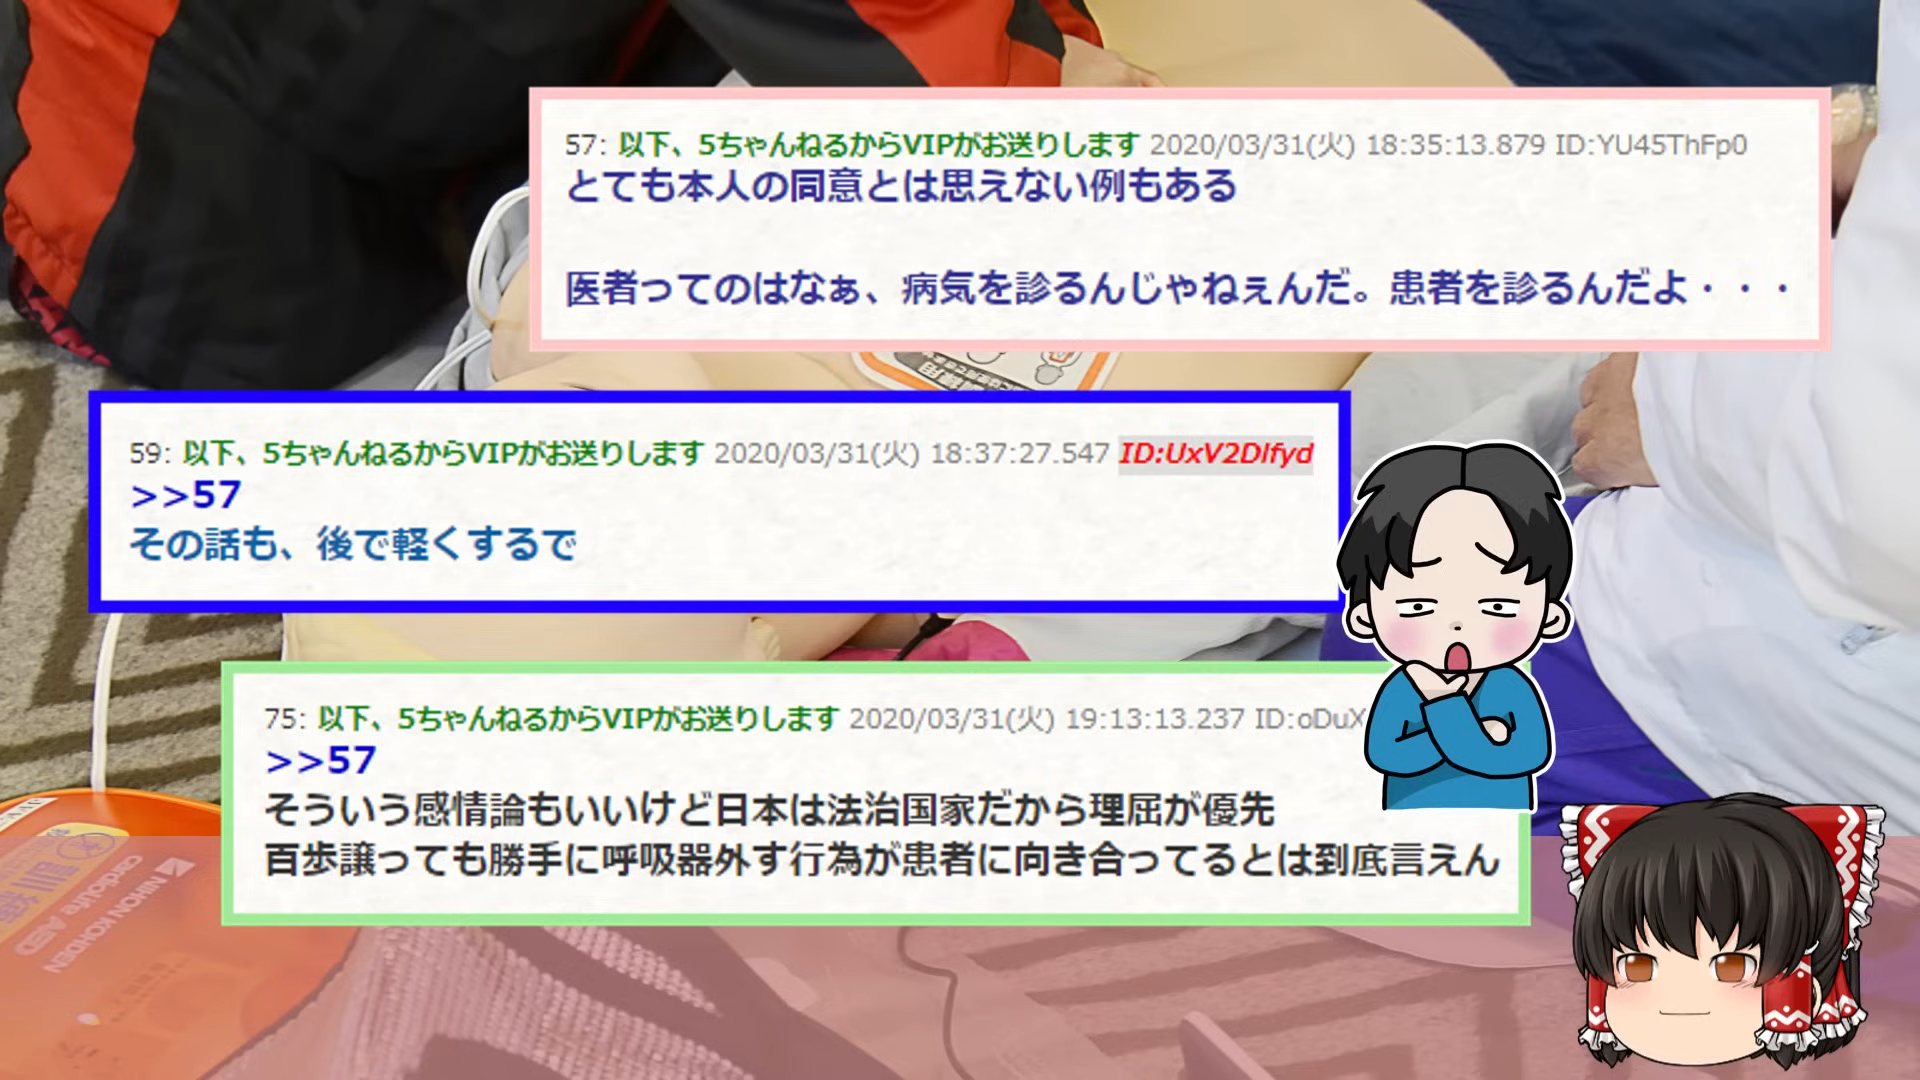 57: 以下、5ちゃんねるからVIPがお送りします 2020/03/31(火) 18:35:13.879 ID:YU45ThFp0
とても本人の同意とは思えない例もある
医者ってのはなぁ、病気を診るんじゃねぇんだ。患者を診るんだよ・・・
59: 以下、5ちゃんねるからVIPがお送りします 2020/03/31(火) 18:37:27.547 ID:UxV2Dlfyd
>>57
その話も、後で軽くするで
75: 以下、5ちゃんねるからVIPがお送りします 2020/03/31(火) 19:13:13.237 ID:oDuX
>>57
そういう感情論もいいけど日本は法治国家だから理屈が優先
百歩譲っても勝手に呼吸器外す行為が患者に向き合ってるとは到底言えん
NIHON KOHDEN
cardiolife AED